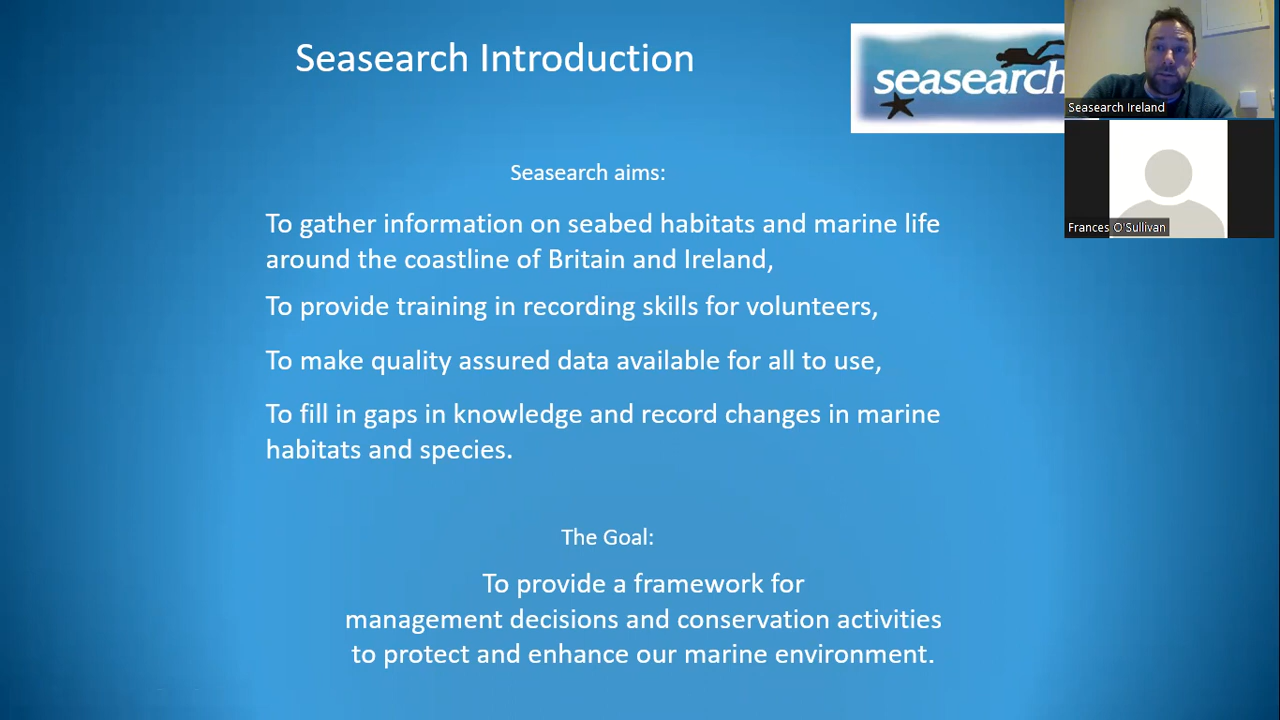 Seasearch Introduction
seasearch
Seasearch Ireland
Frances O'Sullivan
Seasearch aims:
To gather information on seabed habitats and marine life
around the coastline of Britain and Ireland,
To provide training in recording skills for volunteers,
To make quality assured data available for all to use,
To fill in gaps in knowledge and record changes in marine
habitats and species.
The Goal:
To provide a framework for
management decisions and conservation activities
to protect and enhance our marine environment.